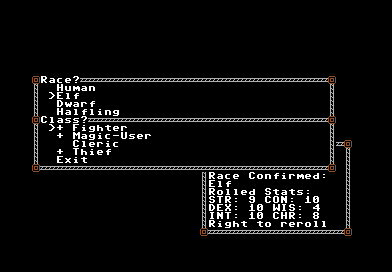 Race?
Human
>Elf
Dwarf
Halfling
Class?
>+ Fighter
+ Magic-User
Cleric
+ Thief
Exit
Race Confirmed:
Elf
Rolled Stats:
STR: 9 CON: 10
DEX: 10 WIS: 4
INT: 10 CHR: 8
Right to reroll